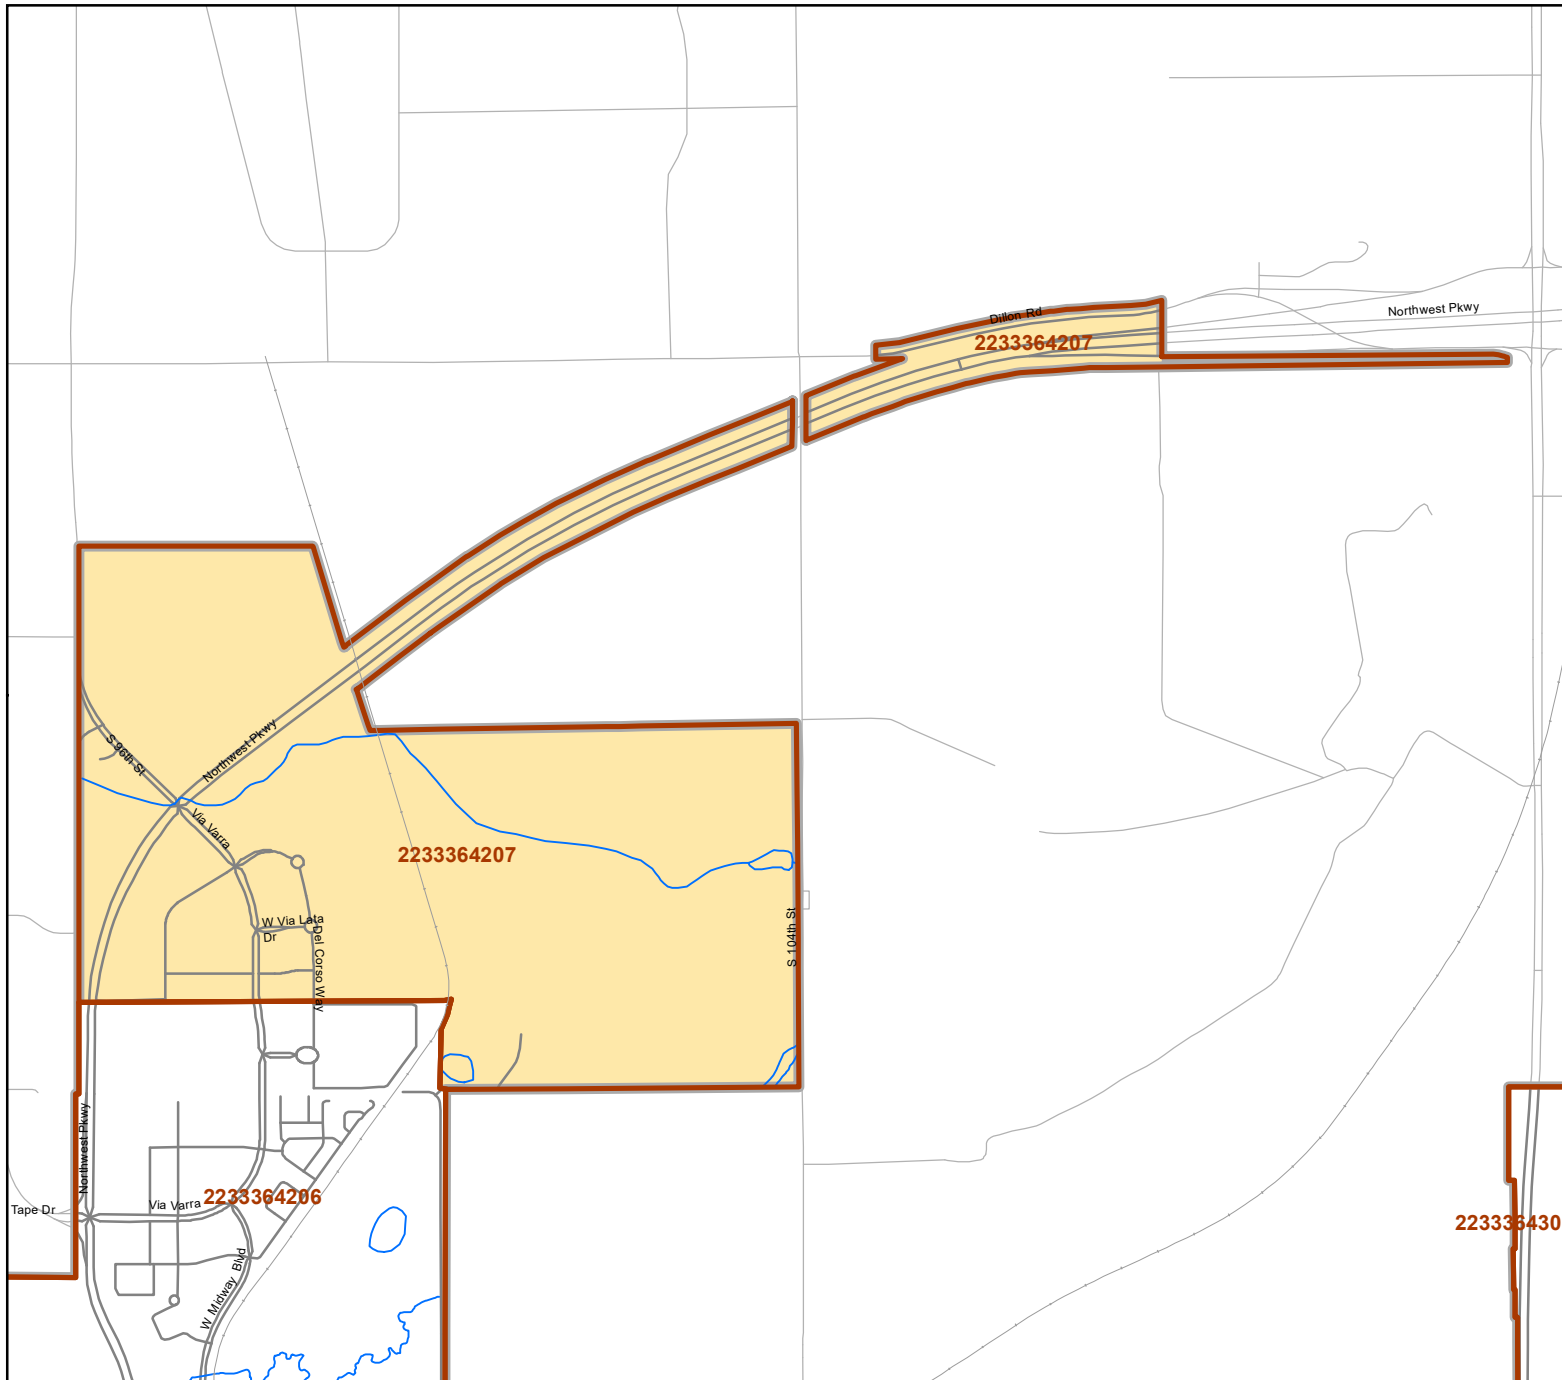 Northwest Pkwy
Dillon Rd
2233364207
Northwest Pkwy
S 96th St
Via Varra
2233364207
W Via Lata
Dr
Del Corso Way
S 104th St
Northwest Pkwy
Tape Dr
Via Varra
2233364206
W Midway Blvd
223336430